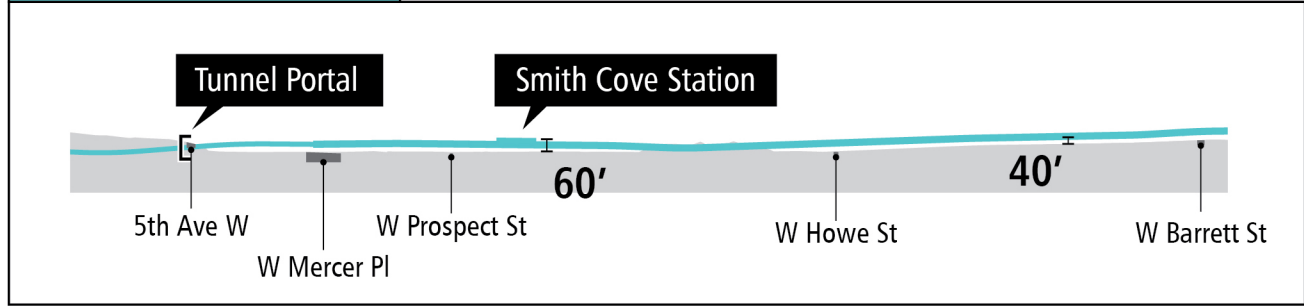 Tunnel Portal
Smith Cove Station
60′
40′
5th Ave W
W Mercer Pl
W Prospect St
W Howe St
W Barrett St